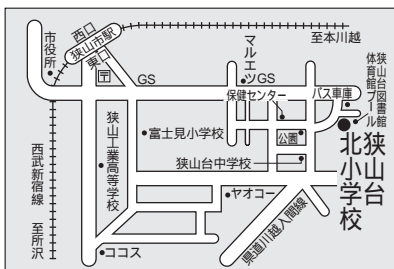 西口
狭山市駅
東口
市役所
至本川越
マルエツ
GS
GS
保健センター
バス車庫
狭山台図書館
体育館プール
富士見小学校
公園
狭山台中学校
狭山台
北小学校
狭山工業高等学校
西武新宿線
至所沢
ヤオコー
県道川越入間線
ココス